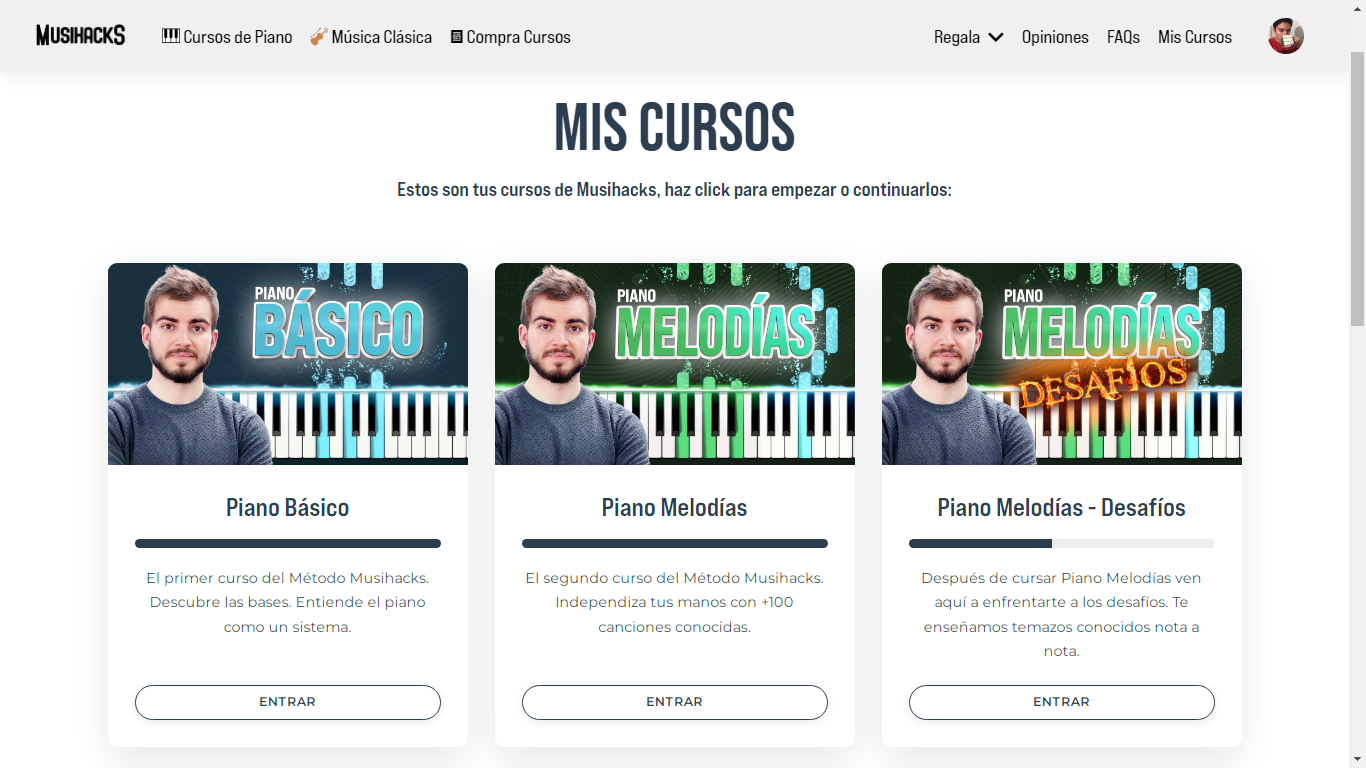 MUSIHACKS
Cursos de Piano
Música Clásica
Compra Cursos
Regala
Opiniones
FAQs
Mis Cursos
MIS CURSOS
Estos son tus cursos de Musihacks, haz click para empezar o continuarlos:
PIANO
BÁSICO
PIANO
MELODÍAS
PIANO
MELODÍAS
DESAFÍOS
Piano Básico
El primer curso del Método Musihacks.
Descubre las bases. Entiende el piano
como un sistema.
ENTRAR
Piano Melodías
El segundo curso del Método Musihacks.
Independiza tus manos con +100
canciones conocidas.
ENTRAR
Piano Melodías - Desafíos
Después de cursar Piano Melodías ven
aquí a enfrentarte a los desafíos. Te
enseñamos temazos conocidos nota a
nota.
ENTRAR